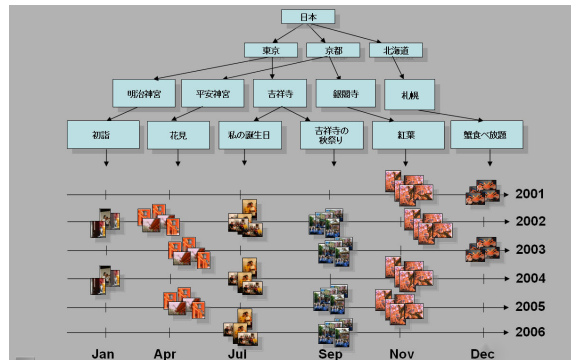 日本
東京
京都
北海道
明治神宮
平安神宮
吉祥寺
銀閣寺
札幌
初詣
花見
私の誕生日
吉祥寺の
秋祭り
紅葉
蟹食べ放題
2001
2002
2003
2004
2005
2006
Jan
Apr
Jul
Sep
Nov
Dec